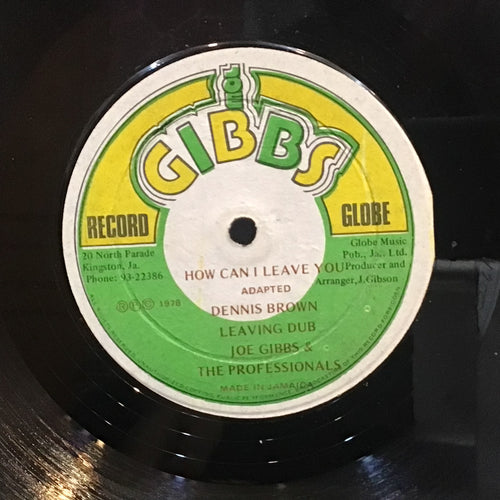 Joe
GIBBS
RECORD GLOBE
20 North Parade
Kingston, Ja.
Phone: 93-22386
Globe Music
Pub., Ja., Ltd.
Producer and
Arranger, J. Gibson
HOW CAN I LEAVE YOU
ADAPTED
Ⓡ Ⓟ © 1978
DENNIS BROWN
LEAVING DUB
JOE GIBBS &
THE PROFESSIONALS
MADE IN JAMAICA